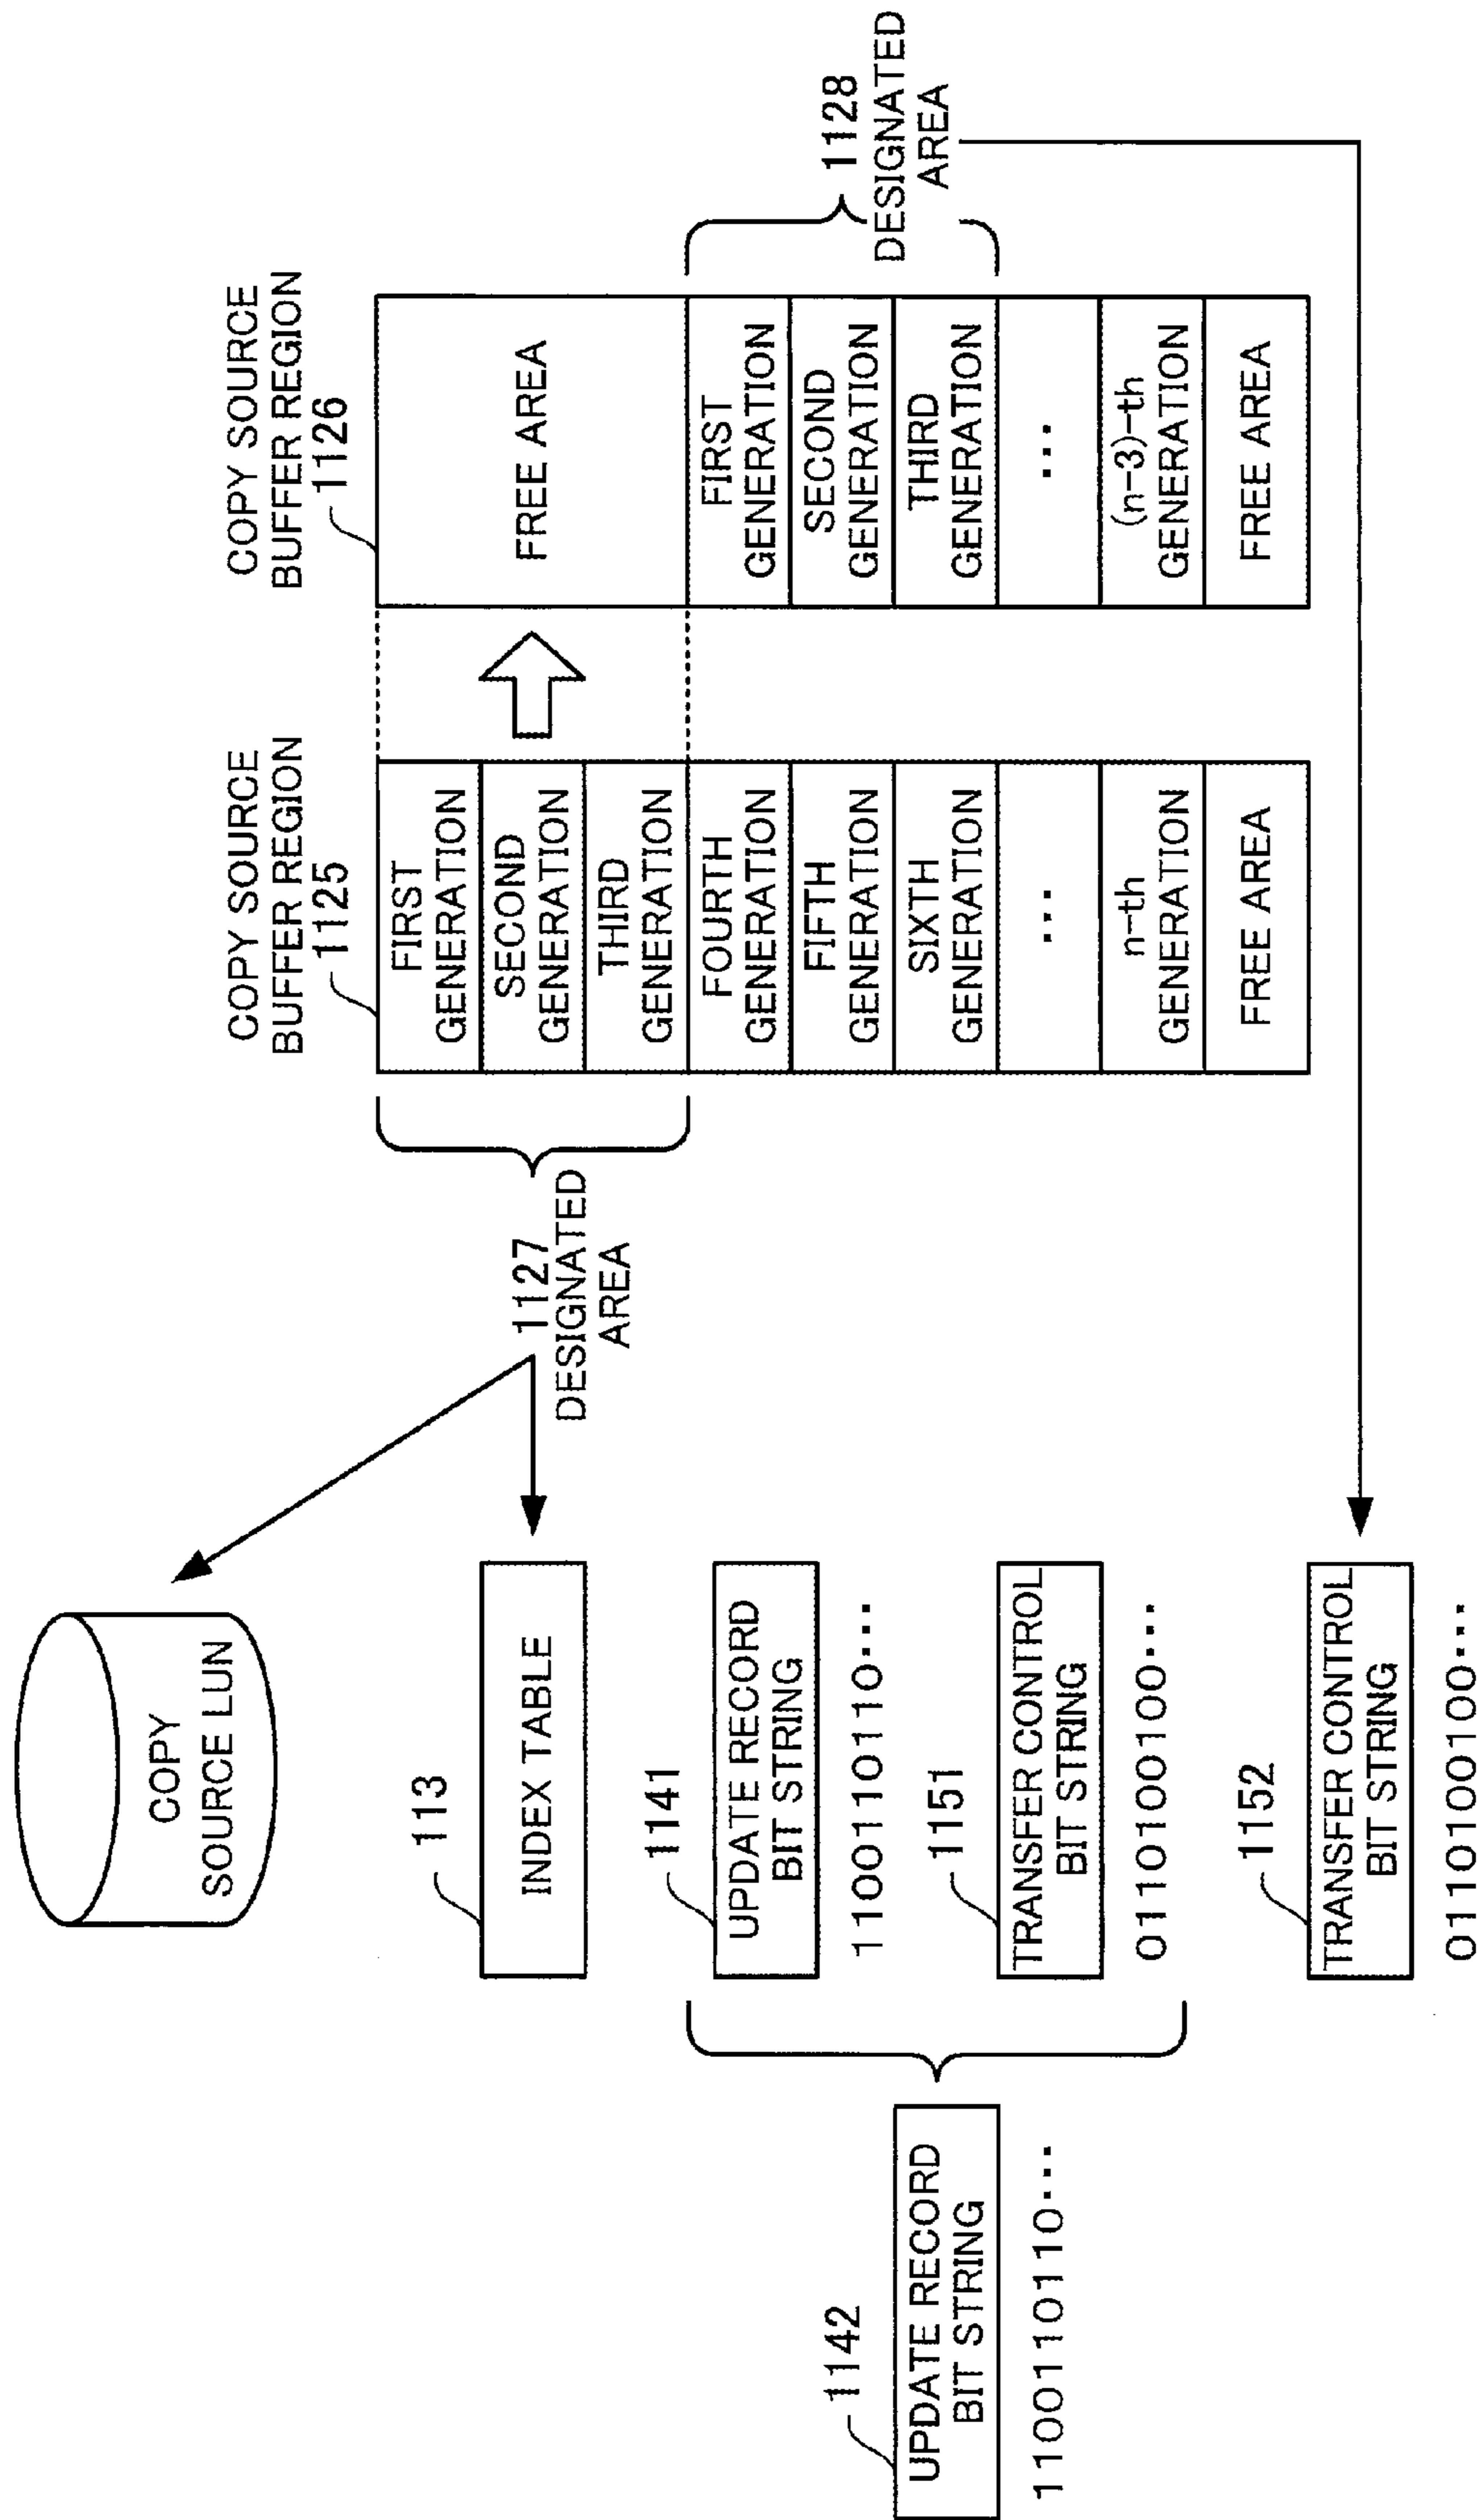 COPY
SOURCE LUN
COPY SOURCE
BUFFER REGION
1125
COPY SOURCE
BUFFER REGION
1126
FIRST
GENERATION
SECOND
GENERATION
THIRD
GENERATION
FOURTH
GENERATION
FIFTH
GENERATION
SIXTH
GENERATION
...
n-th
GENERATION
FREE AREA
FREE AREA
FIRST
GENERATION
SECOND
GENERATION
THIRD
GENERATION
...
(n-3)-th
GENERATION
FREE AREA
1127
DESIGNATED
AREA
1128
DESIGNATED
AREA
113
INDEX TABLE
1141
UPDATE RECORD
BIT STRING
1100110110...
1142
UPDATE RECORD
BIT STRING
1100110110...
1151
TRANSFER CONTROL
BIT STRING
0110100100...
1152
TRANSFER CONTROL
BIT STRING
0110100100...